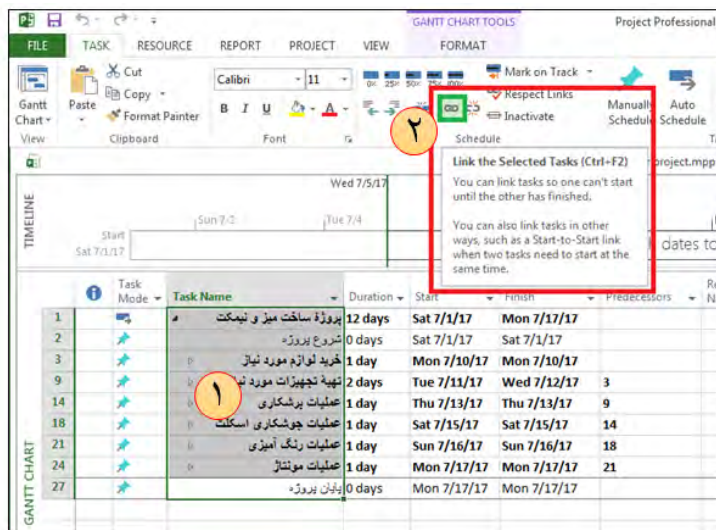 GANTT CHART TOOLS Project Professional
FILE TASK RESOURCE REPORT PROJECT VIEW FORMAT
Cut
Copy
Format Painter
Paste
Gantt
Chart
Calibri 11
B I U A
0% 25% 50% 75% 100%
Mark on Track
Respect Links
Inactivate
Manually
Schedule
Auto
Schedule
View Clipboard Font Schedule
۲
project.mpp
Link the Selected Tasks (Ctrl+F2)
You can link tasks so one can't start
until the other has finished.
You can also link tasks in other
ways, such as a Start-to-Start link
when two tasks need to start at the
same time.
TIMELINE
Wed 7/5/17
Sun 7/2 Tue 7/4
Start
Sat 7/1/17
dates to
Task
Mode Task Name Duration Start Finish Predecessors
1 پروژهٔ ساخت میز و نیمکت 12 days Sat 7/1/17 Mon 7/17/17
2 شروع پروژه 0 days Sat 7/1/17 Sat 7/1/17
3 خرید لوازم مورد نیاز 1 day Mon 7/10/17 Mon 7/10/17
9 تهیهٔ تجهیزات مورد 2 days Tue 7/11/17 Wed 7/12/17 3
۱
14 عملیات برشکاری 1 day Thu 7/13/17 Thu 7/13/17 9
18 عملیات جوشکاری اسکلت 1 day Sat 7/15/17 Sat 7/15/17 14
21 عملیات رنگ آمیزی 1 day Sun 7/16/17 Sun 7/16/17 18
24 عملیات مونتاژ 1 day Mon 7/17/17 Mon 7/17/17 21
27 پایان پروژه 0 days Mon 7/17/17 Mon 7/17/17
GANTT CHART